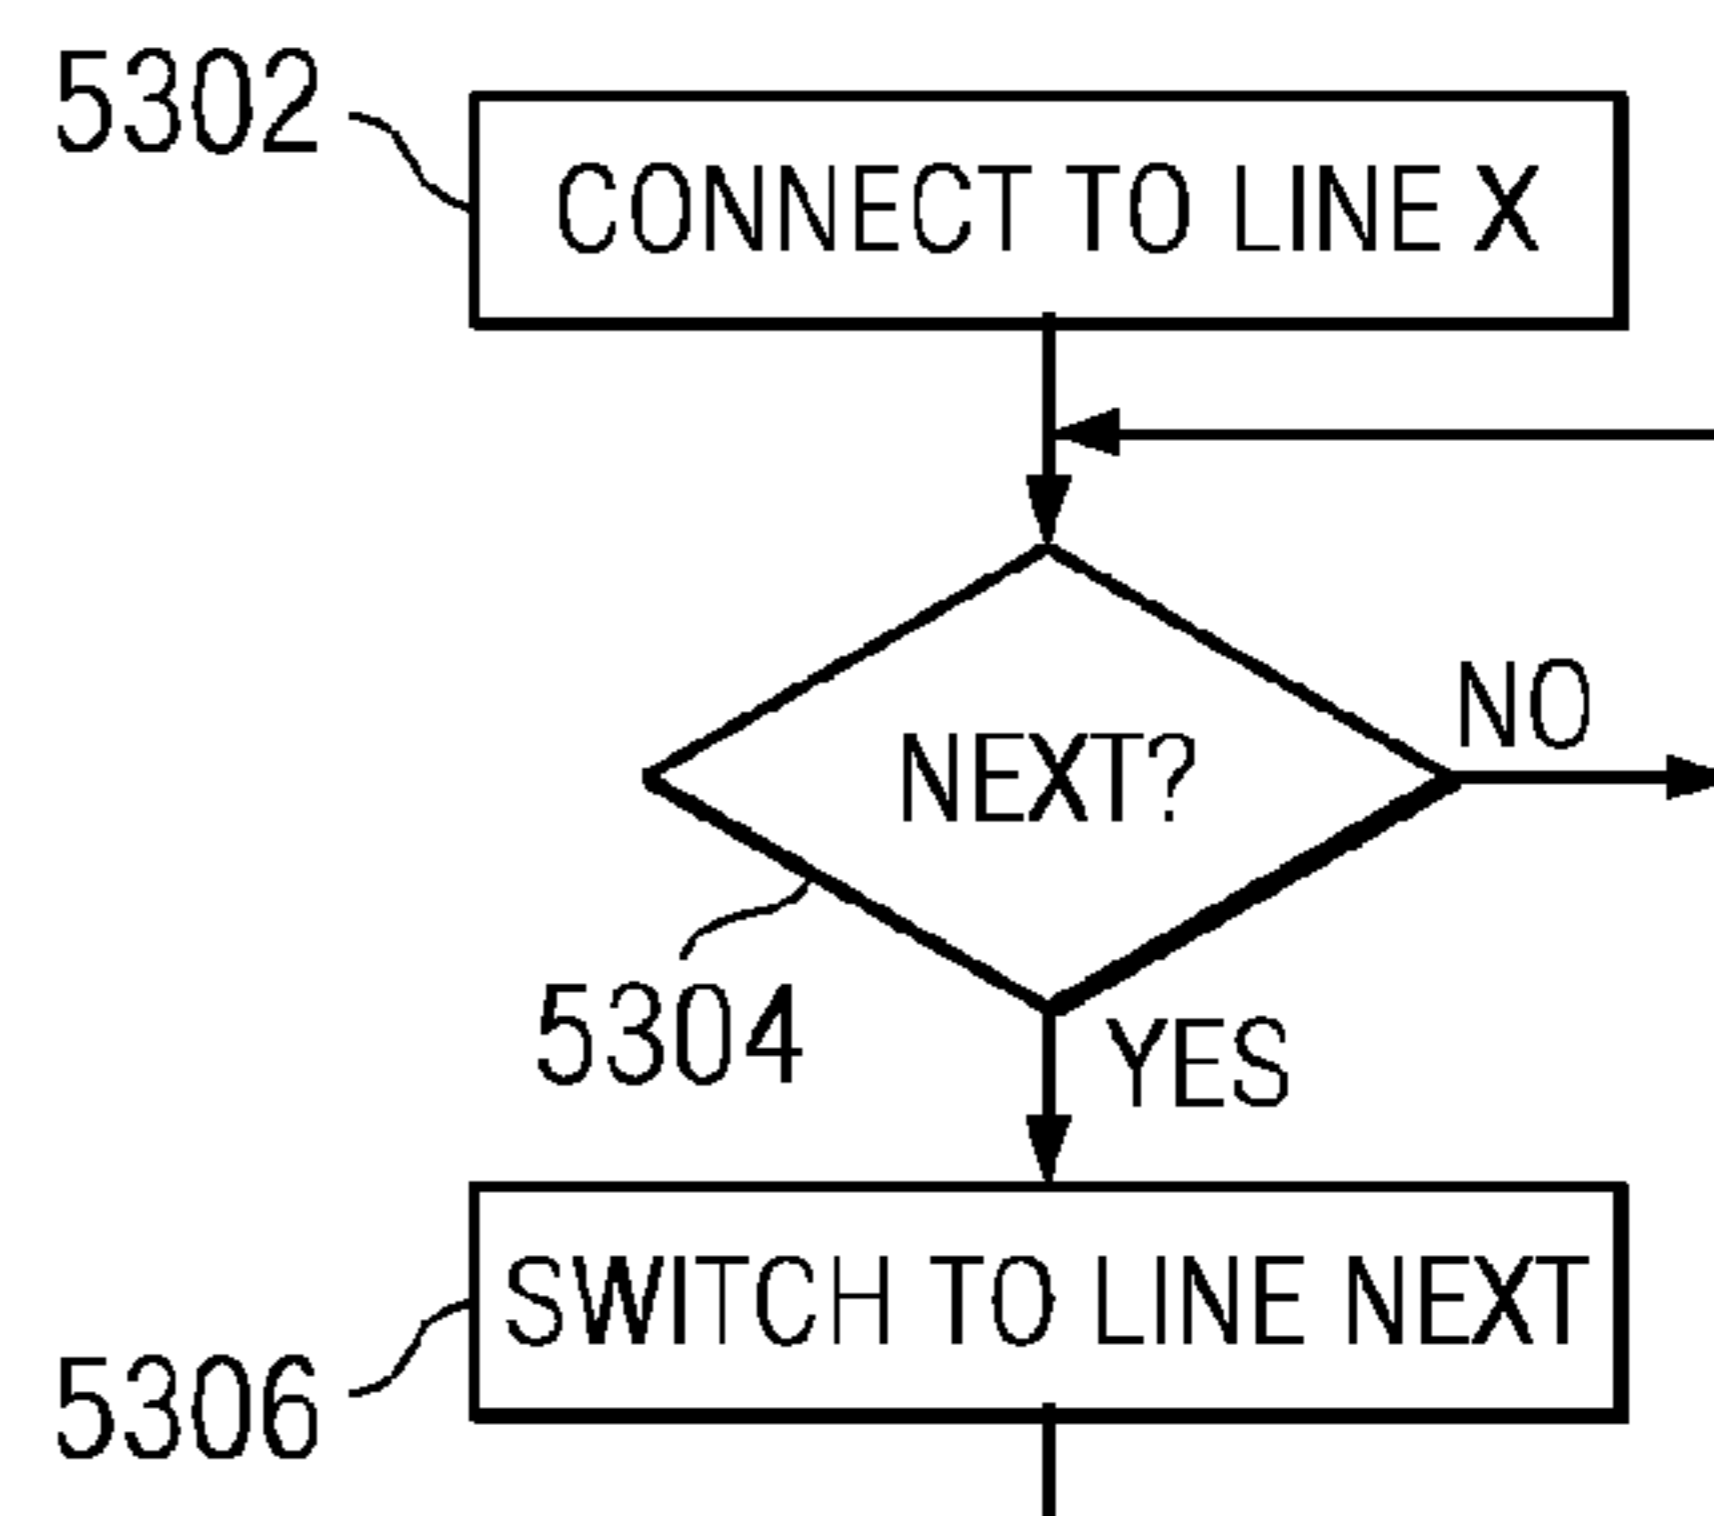 5302
CONNECT TO LINE X
NEXT?
NO
5304
YES
SWITCH TO LINE NEXT
5306